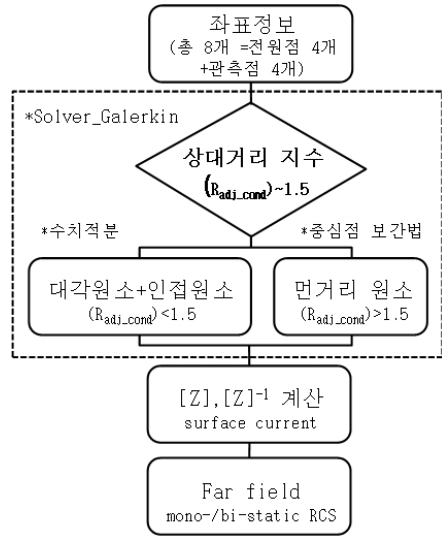 좌표정보
(총 8개 =전원점 4개
+관측점 4개)
*Solver_Galerkin
상대거리 지수
(R_adj_cond)~1.5
*수치적분
*중심점 보간법
대각원소+인접원소
(R_adj_cond)<1.5
먼거리 원소
(R_adj_cond)>1.5
[Z],[Z]⁻¹ 계산
surface current
Far field
mono-/bi-static RCS